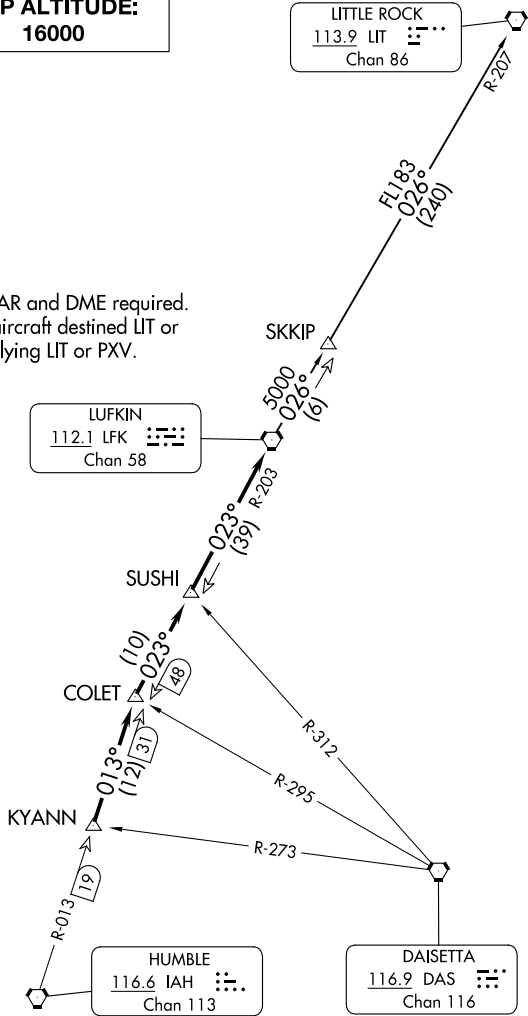 P ALTITUDE:
16000
LITTLE ROCK
113.9 LIT
Chan 86
R-207
FL183
026°
(240)
AR and DME required.
aircraft destined LIT or
lying LIT or PXV.
SKKIP
5000
026°
(6)
LUFKIN
112.1 LFK
Chan 58
R-203
023°
(39)
SUSHI
(10)
023°
48
COLET
31
013°
(12)
R-312
R-295
KYANN
R-273
19
R-013
HUMBLE
116.6 IAH
Chan 113
DAISETTA
116.9 DAS
Chan 116